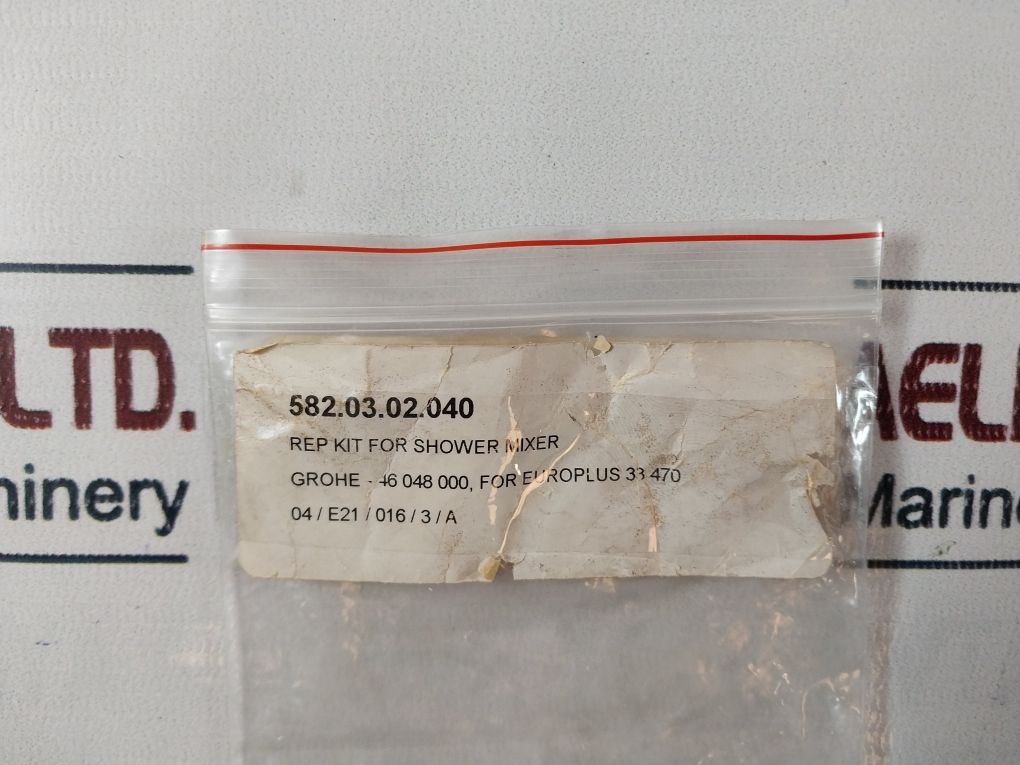 LTD.
hinery
AEL
Marine
582.03.02.040
REP KIT FOR SHOWER MIXER
GROHE - 46 048 000, FOR EUROPLUS 33 470
04 / E21 / 016 / 3 / A